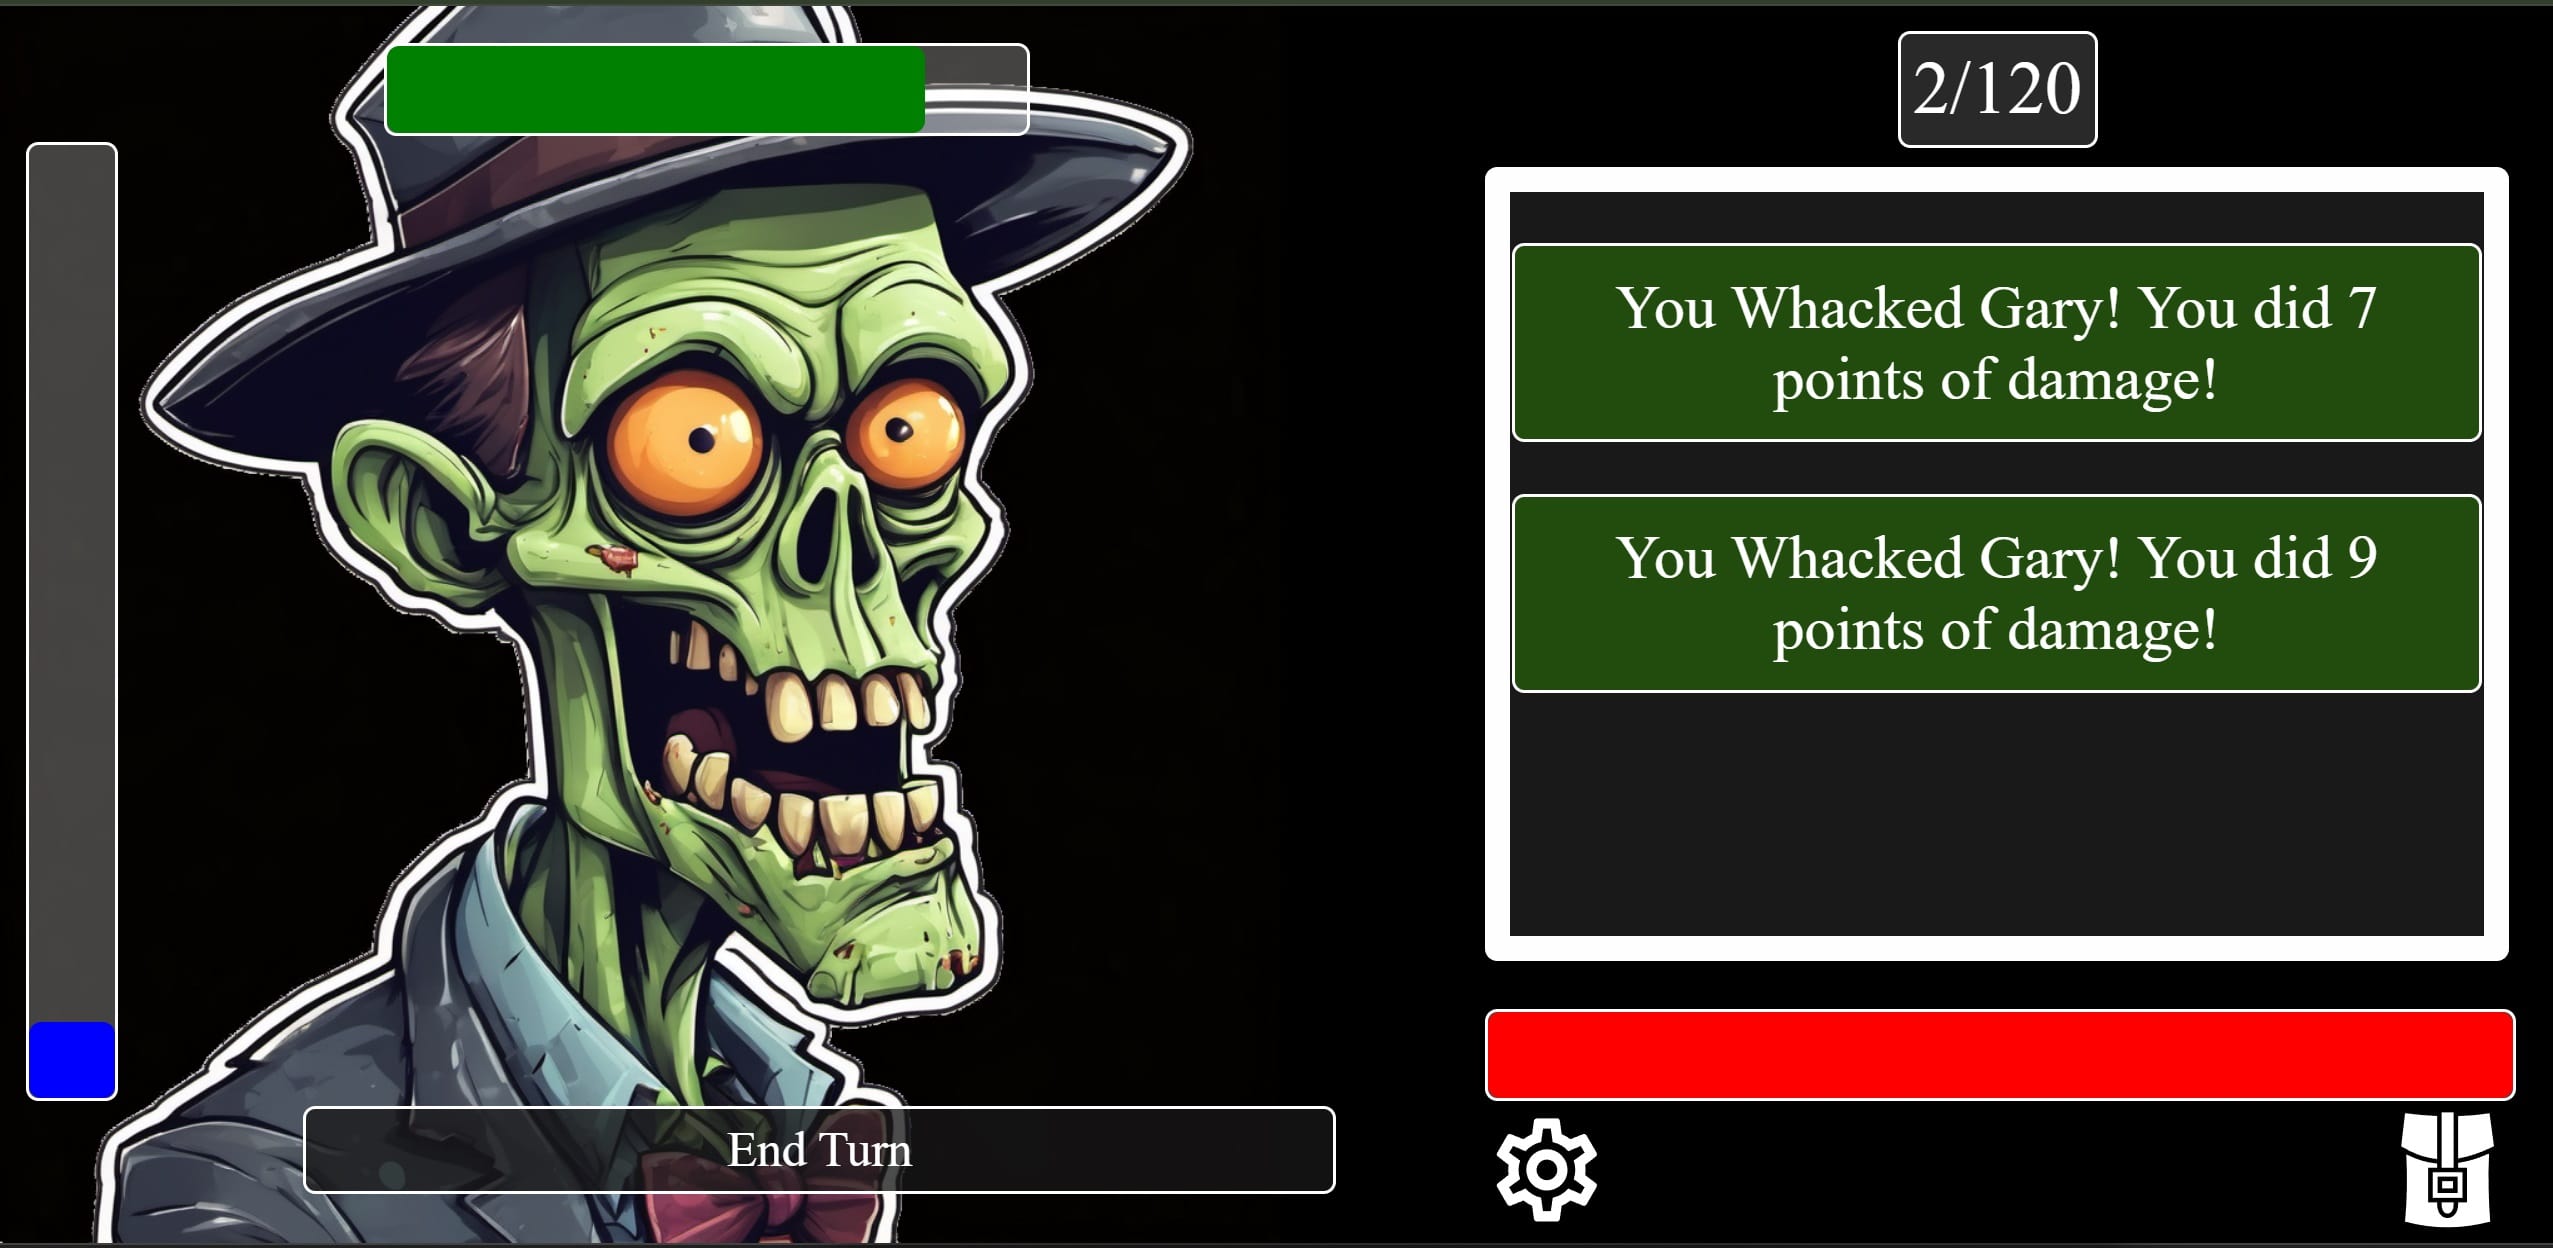 2/120
You Whacked Gary! You did 7
points of damage!
You Whacked Gary! You did 9
points of damage!
End Turn